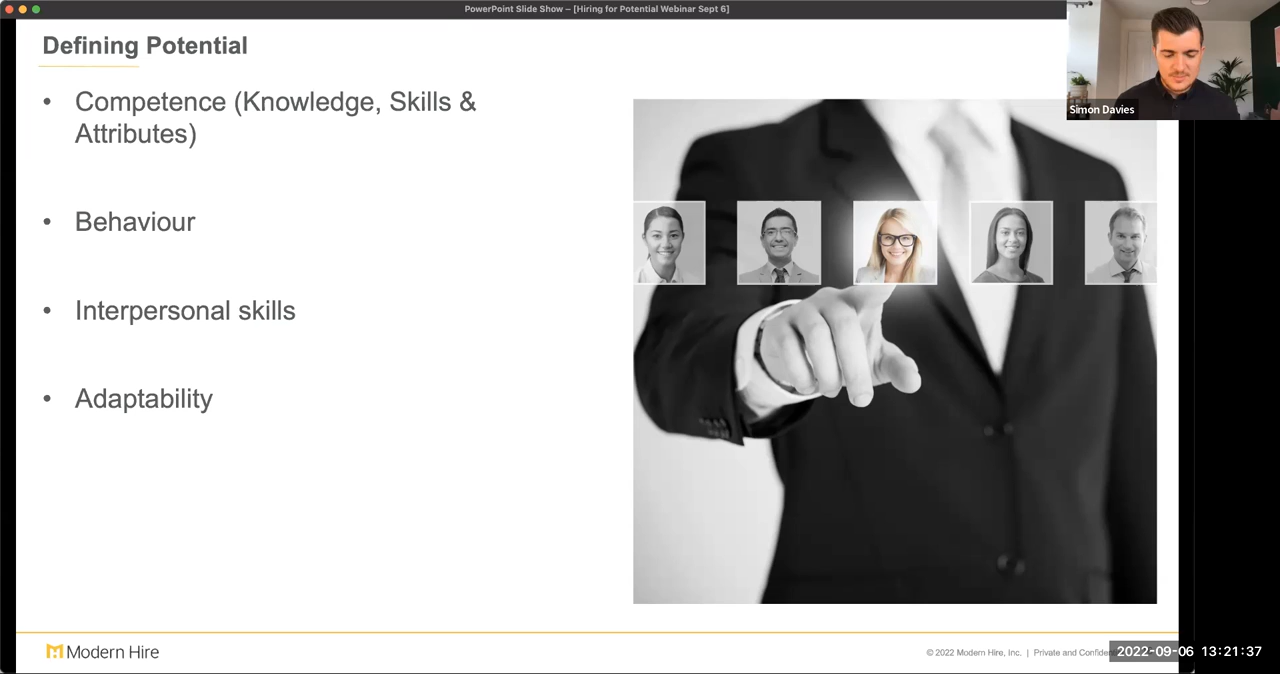 PowerPoint Slide Show – [Hiring for Potential Webinar Sept 6]
Simon Davies
Defining Potential
• Competence (Knowledge, Skills &
Attributes)
• Behaviour
• Interpersonal skills
• Adaptability
Modern Hire
© 2022 Modern Hire, Inc. | Private and
2022-09-06 13:21:37